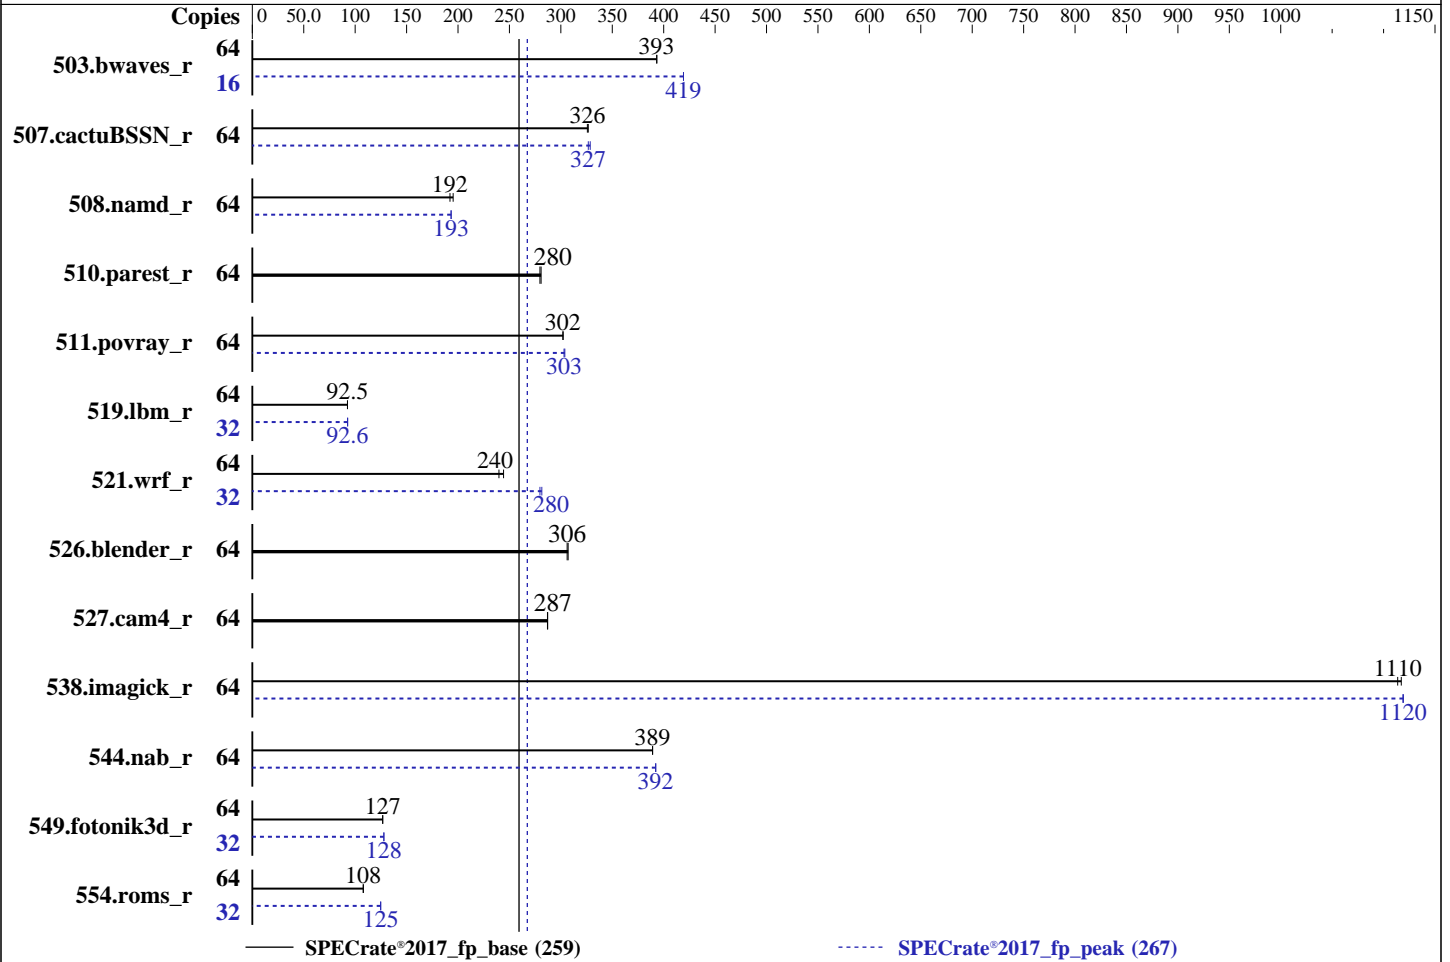 Copies 0 50.0 100 150 200 250 300 350 400 450 500 550 600 650 700 750 800 850 900 950 1000 1150
503.bwaves_r 64 393
16 419
507.cactuBSSN_r 64 326
327
508.namd_r 64 192
193
510.parest_r 64 280
511.povray_r 64 302
303
519.lbm_r 64 92.5
32 92.6
521.wrf_r 64 240
32 280
526.blender_r 64 306
527.cam4_r 64 287
538.imagick_r 64 1110
1120
544.nab_r 64 389
392
549.fotonik3d_r 64 127
32 128
554.roms_r 64 108
32 125
SPECrate®2017_fp_base (259) SPECrate®2017_fp_peak (267)